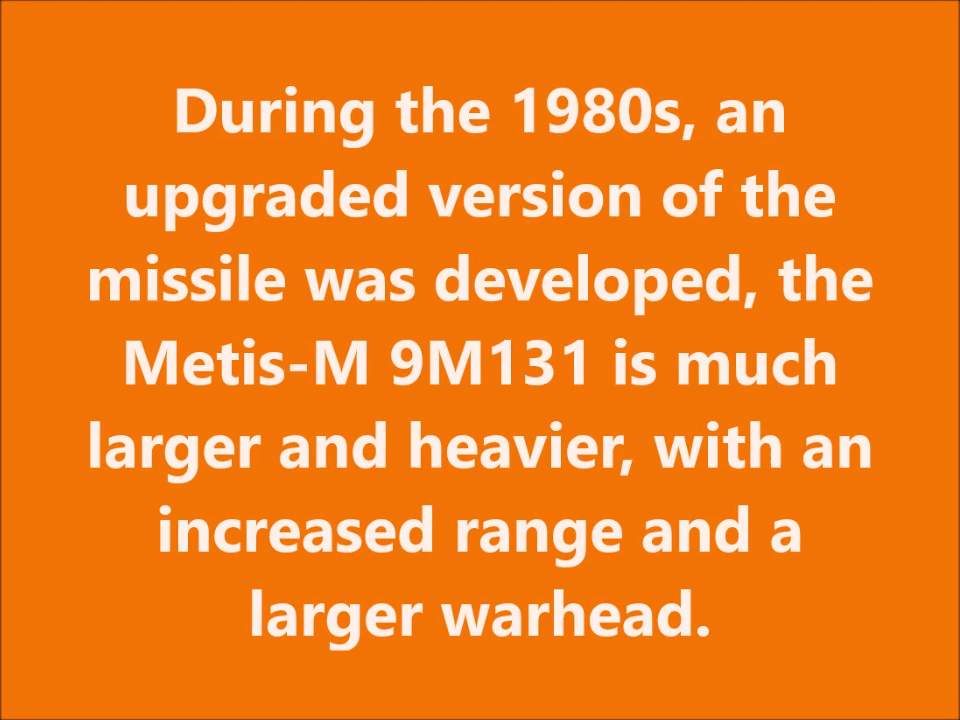 During the 1980s, an
upgraded version of the
missile was developed, the
Metis-M 9M131 is much
larger and heavier, with an
increased range and a
larger warhead.